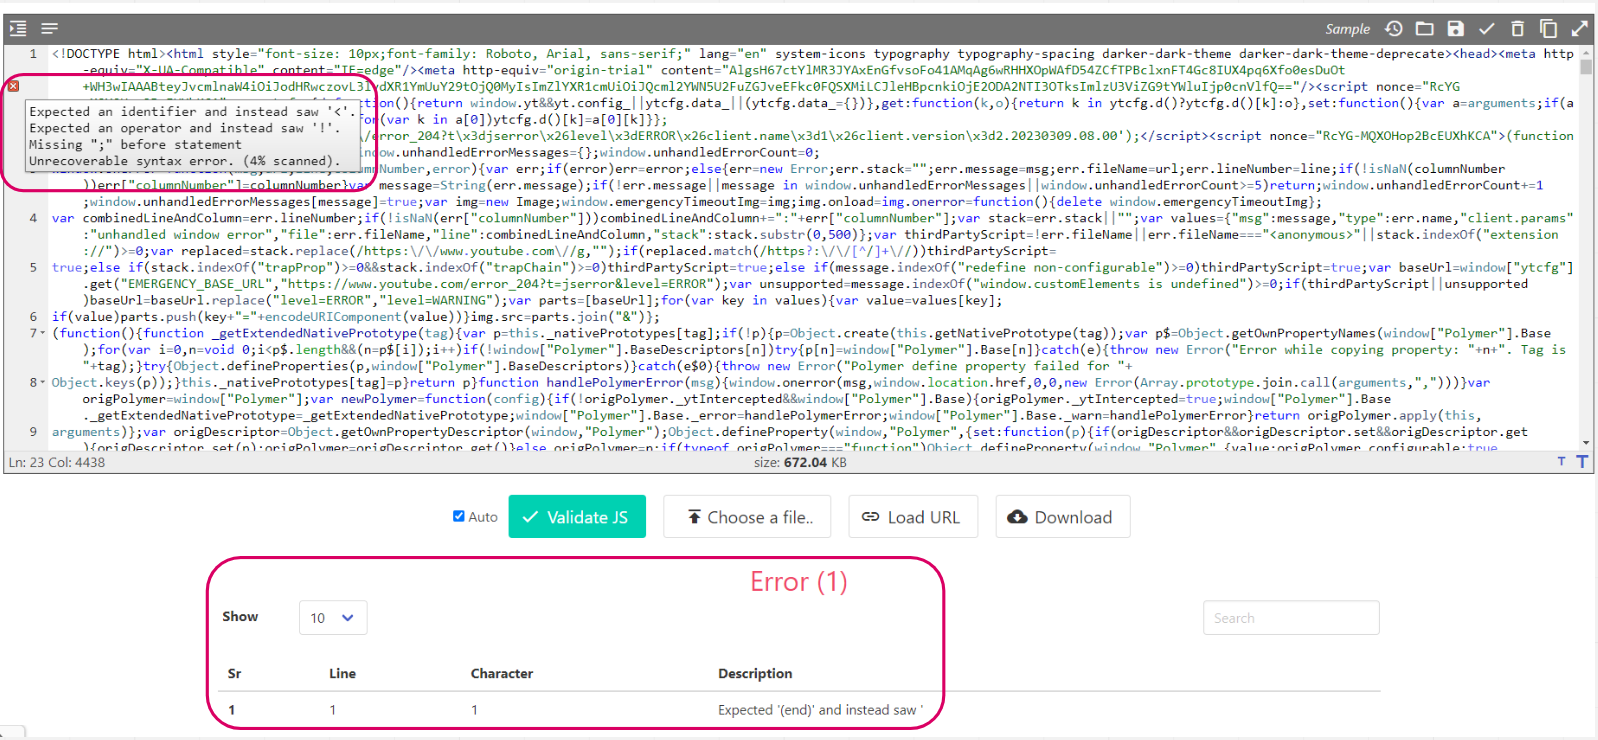 Sample
1 <!DOCTYPE html><html style="font-size: 10px;font-family: Roboto, Arial, sans-serif;" lang="en" system-icons typography typography-spacing darker-dark-theme darker-dark-theme-deprecate><head><meta http
-equiv="X-UA-Compatible" content="IE=edge"/><meta http-equiv="origin-trial" content="AlgsH67ctYlMR3JYAxEnGfvsoFo41AMqAg6wRHHXOpWAfD54ZCfTPBclxnFT4Gc8IUX4pq6Xfo0esDuOt
+WH3wIAAABteyJvcmlnaW4iOiJodHRwczovL3lvdXR1YmUuY29tOjQ0MyIsImZlYXR1cmUiOiJQcml2YWN5U2FuZGJveEFkc0FQSXMiLCJleHBpcnkiOjE2ODA2NTI3OTksImlzU3ViZG9tYWluIjp0cnVlfQ=="/><script nonce="RcYG
function(){return window.yt&&yt.config_||ytcfg.data_||(ytcfg.data_={})},get:function(k,o){return k in ytcfg.d()?ytcfg.d()[k]:o},set:function(){var a=arguments;if(a
Expected an identifier and instead saw '<'.
for(var k in a[0])ytcfg.d()[k]=a[0][k]}};
Expected an operator and instead saw '!'.
/error_204?t\x3djserror\x26level\x3dERROR\x26client.name\x3d1\x26client.version\x3d2.20230309.08.00');</script><script nonce="RcYG-MQXOHop2BcEUXhKCA">(function
Missing ";" before statement
window.unhandledErrorMessages={};window.unhandledErrorCount=0;
Unrecoverable syntax error. (4% scanned).
error){var err;if(error)err=error;else{err=new Error;err.stack="";err.message=msg;err.fileName=url;err.lineNumber=line;if(!isNaN(columnNumber
))err["columnNumber"]=columnNumber}var message=String(err.message);if(!err.message||message in window.unhandledErrorMessages||window.unhandledErrorCount>=5)return;window.unhandledErrorCount+=1
;window.unhandledErrorMessages[message]=true;var img=new Image;window.emergencyTimeoutImg=img;img.onload=img.onerror=function(){delete window.emergencyTimeoutImg};
4 var combinedLineAndColumn=err.lineNumber;if(!isNaN(err["columnNumber"]))combinedLineAndColumn+=":"+err["columnNumber"];var stack=err.stack||"";var values={"msg":message,"type":err.name,"client.params"
:"unhandled window error","file":err.fileName,"line":combinedLineAndColumn,"stack":stack.substr(0,500)};var thirdPartyScript=!err.fileName||err.fileName==="<anonymous>"||stack.indexOf("extension
://")>=0;var replaced=stack.replace(/https:\/\/www.youtube.com\//g,"");if(replaced.match(/https?:\/\/[^/]+\//))thirdPartyScript=
5 true;else if(stack.indexOf("trapProp")>=0&&stack.indexOf("trapChain")>=0)thirdPartyScript=true;else if(message.indexOf("redefine non-configurable")>=0)thirdPartyScript=true;var baseUrl=window["ytcfg"]
.get("EMERGENCY_BASE_URL","https://www.youtube.com/error_204?t=jserror&level=ERROR");var unsupported=message.indexOf("window.customElements is undefined")>=0;if(thirdPartyScript||unsupported
)baseUrl=baseUrl.replace("level=ERROR","level=WARNING");var parts=[baseUrl];for(var key in values){var value=values[key];
6 if(value)parts.push(key+"="+encodeURIComponent(value))}img.src=parts.join("&")};
7 (function(){function _getExtendedNativePrototype(tag){var p=this._nativePrototypes[tag];if(!p){p=Object.create(this.getNativePrototype(tag));var p$=Object.getOwnPropertyNames(window["Polymer"].Base
);for(var i=0,n=void 0;i<p$.length&&(n=p$[i]);i++)if(!window["Polymer"].BaseDescriptors[n])try{p[n]=window["Polymer"].Base[n]}catch(e){throw new Error("Error while copying property: "+n+". Tag is
"+tag);}try{Object.defineProperties(p,window["Polymer"].BaseDescriptors)}catch(e$0){throw new Error("Polymer define property failed for "+
8 Object.keys(p));}this._nativePrototypes[tag]=p}return p}function handlePolymerError(msg){window.onerror(msg,window.location.href,0,0,new Error(Array.prototype.join.call(arguments,",")))}var
origPolymer=window["Polymer"];var newPolymer=function(config){if(!origPolymer._ytIntercepted&&window["Polymer"].Base){origPolymer._ytIntercepted=true;window["Polymer"].Base
._getExtendedNativePrototype=_getExtendedNativePrototype;window["Polymer"].Base._error=handlePolymerError;window["Polymer"].Base._warn=handlePolymerError}return origPolymer.apply(this,
9 arguments)};var origDescriptor=Object.getOwnPropertyDescriptor(window,"Polymer");Object.defineProperty(window,"Polymer",{set:function(p){if(origDescriptor&&origDescriptor.set&&origDescriptor.get
){origDescriptor.set(p);origPolymer=origDescriptor.get()}else origPolymer=p;if(typeof origPolymer==="function")Object.defineProperty(window,"Polymer",{value:origPolymer,configurable:true
Ln: 23 Col: 4438
size: 672.04 KB
T T
Auto
Validate JS
Choose a file..
Load URL
Download
Error (1)
Show
10
Search
Sr Line Character Description
1 1 1 Expected '(end)' and instead saw '